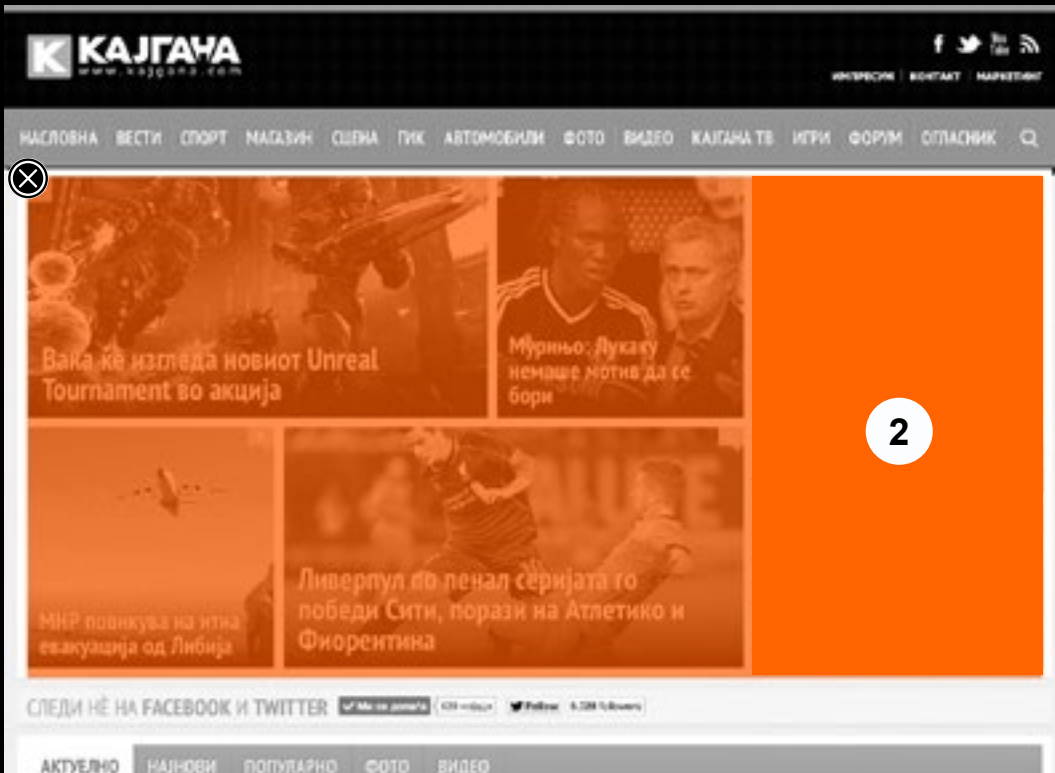 К КАЈГАНА
www.kajgana.com
ИМПРЕСУМ КОНТАКТ МАРКЕТИНГ
НАСЛОВНА ВЕСТИ СПОРТ МАГАЗИН СЦЕНА ГИК АВТОМОБИЛИ ФОТО ВИДЕО КАЈГАНА ТВ ИГРИ ФОРУМ ОГЛАСНИК
Вака ќе изгледа новиот Unreal
Tournament во акција
Мурињо: Лукаку
немаше мотив да се
бори
2
МНР повикува на итна
евакуација од Либија
Ливерпул по пенал серијата го
победи Сити, порази на Атлетико и
Фиорентина
СЛЕДИ НÈ НА FACEBOOK И TWITTER Follow
АКТУЕЛНО НАЈНОВИ ПОПУЛАРНО ФОТО ВИДЕО